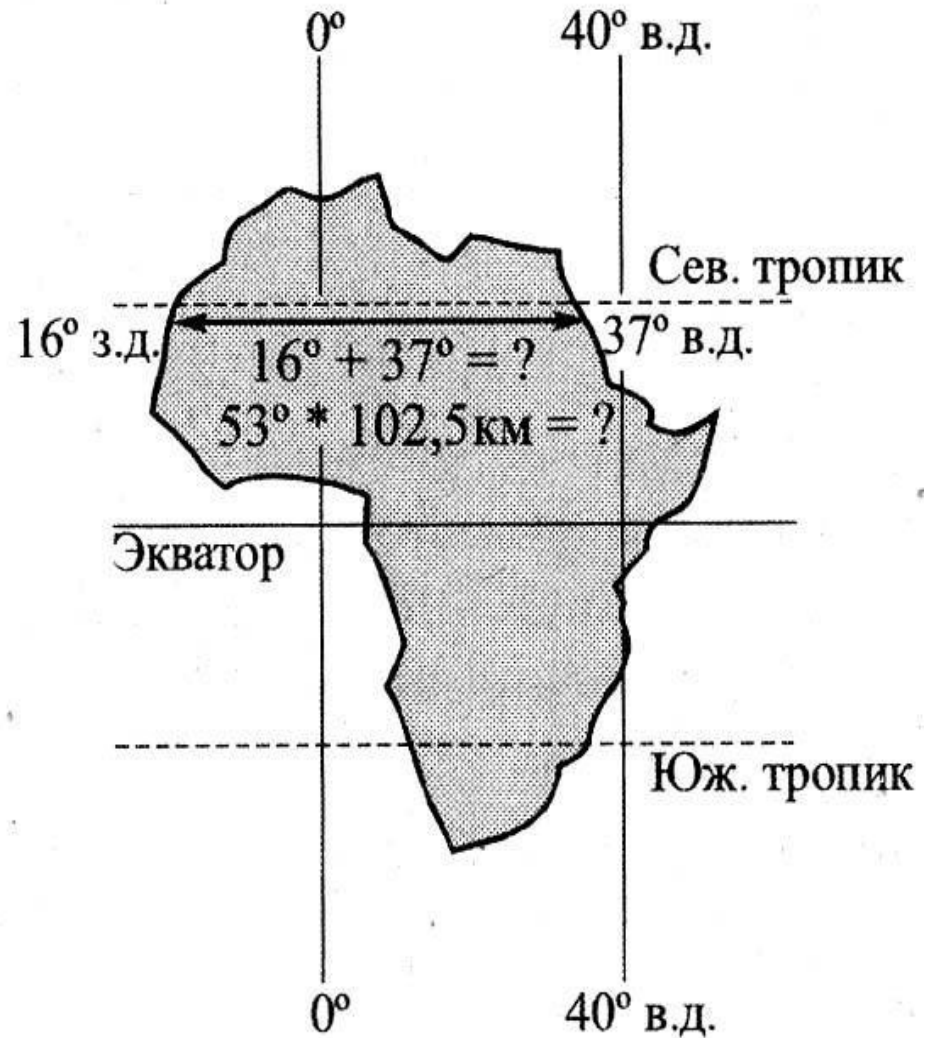 0º 40º в.д.
Сев. тропик
16º з.д. 37º в.д.
16º + 37º = ?
53º * 102,5км = ?
Экватор
Юж. тропик
0º 40º в.д.